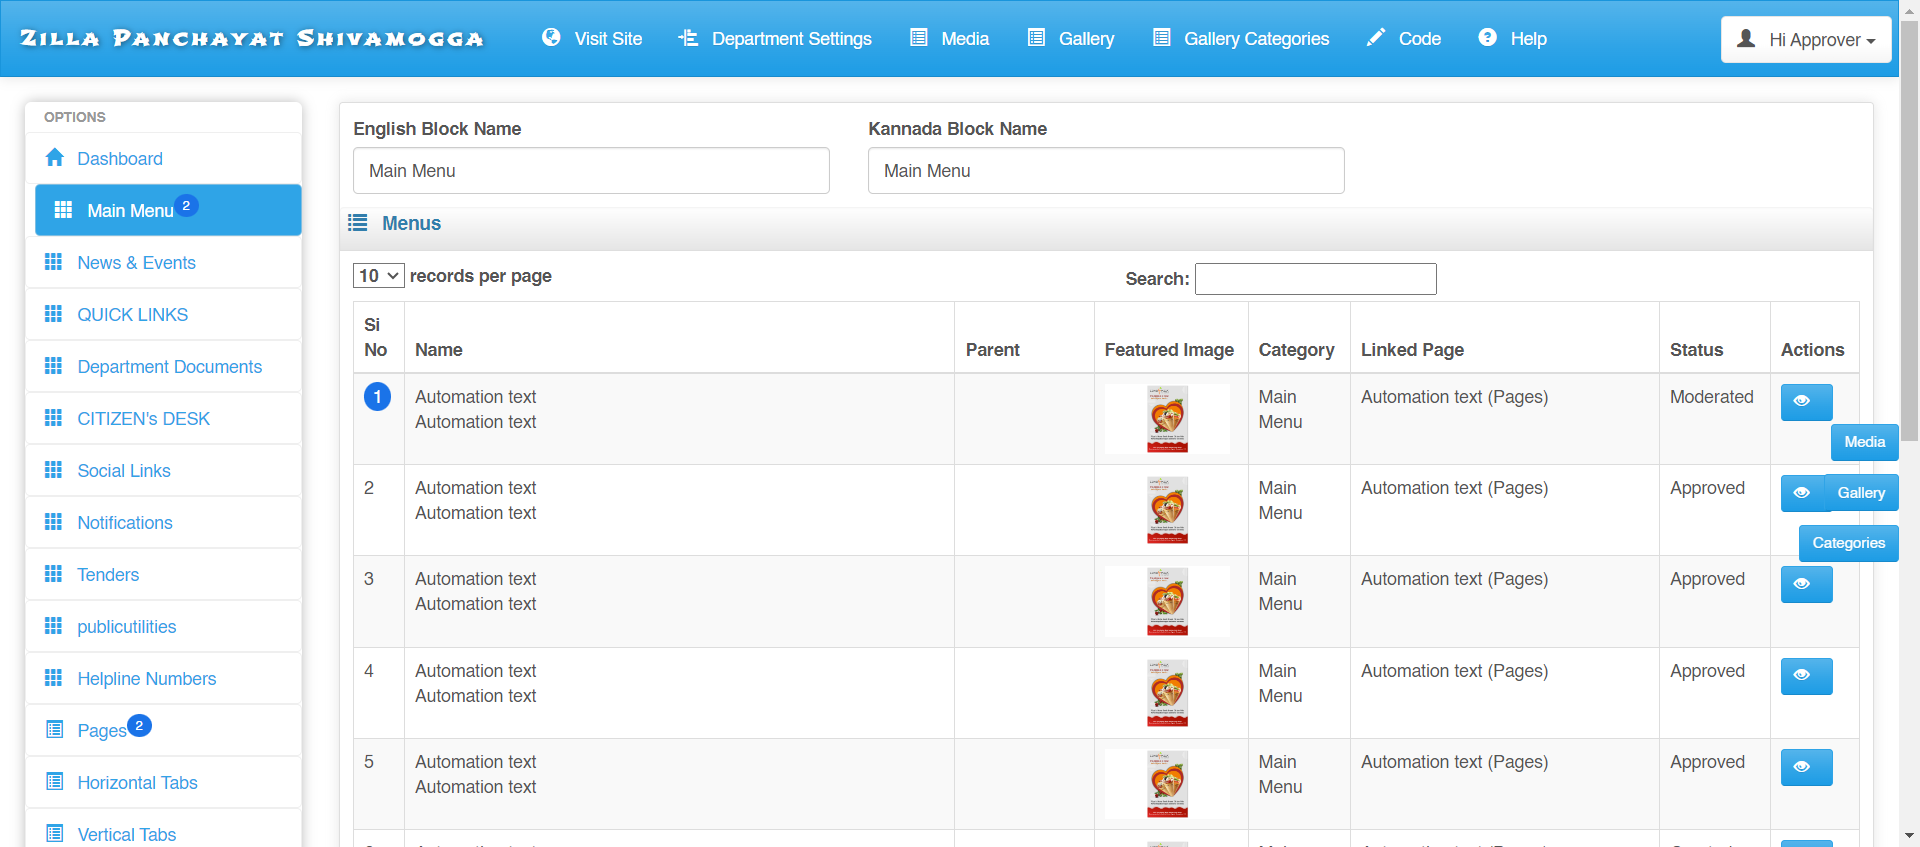 Zilla Panchayat Shivamogga
Visit Site
Department Settings
Media
Gallery
Gallery Categories
Code
Help
Hi Approver
OPTIONS
Dashboard
Main Menu 2
News & Events
QUICK LINKS
Department Documents
CITIZEN's DESK
Social Links
Notifications
Tenders
publicutilities
Helpline Numbers
Pages 2
Horizontal Tabs
Vertical Tabs
English Block Name
Kannada Block Name
Main Menu
Main Menu
Menus
10 records per page
Search:
Si No
Name
Parent
Featured Image
Category
Linked Page
Status
Actions
1
Automation text
Automation text
Main
Menu
Automation text (Pages)
Moderated
2
Automation text
Automation text
Main
Menu
Automation text (Pages)
Approved
3
Automation text
Automation text
Main
Menu
Automation text (Pages)
Approved
4
Automation text
Automation text
Main
Menu
Automation text (Pages)
Approved
5
Automation text
Automation text
Main
Menu
Automation text (Pages)
Approved
Media
Gallery
Categories